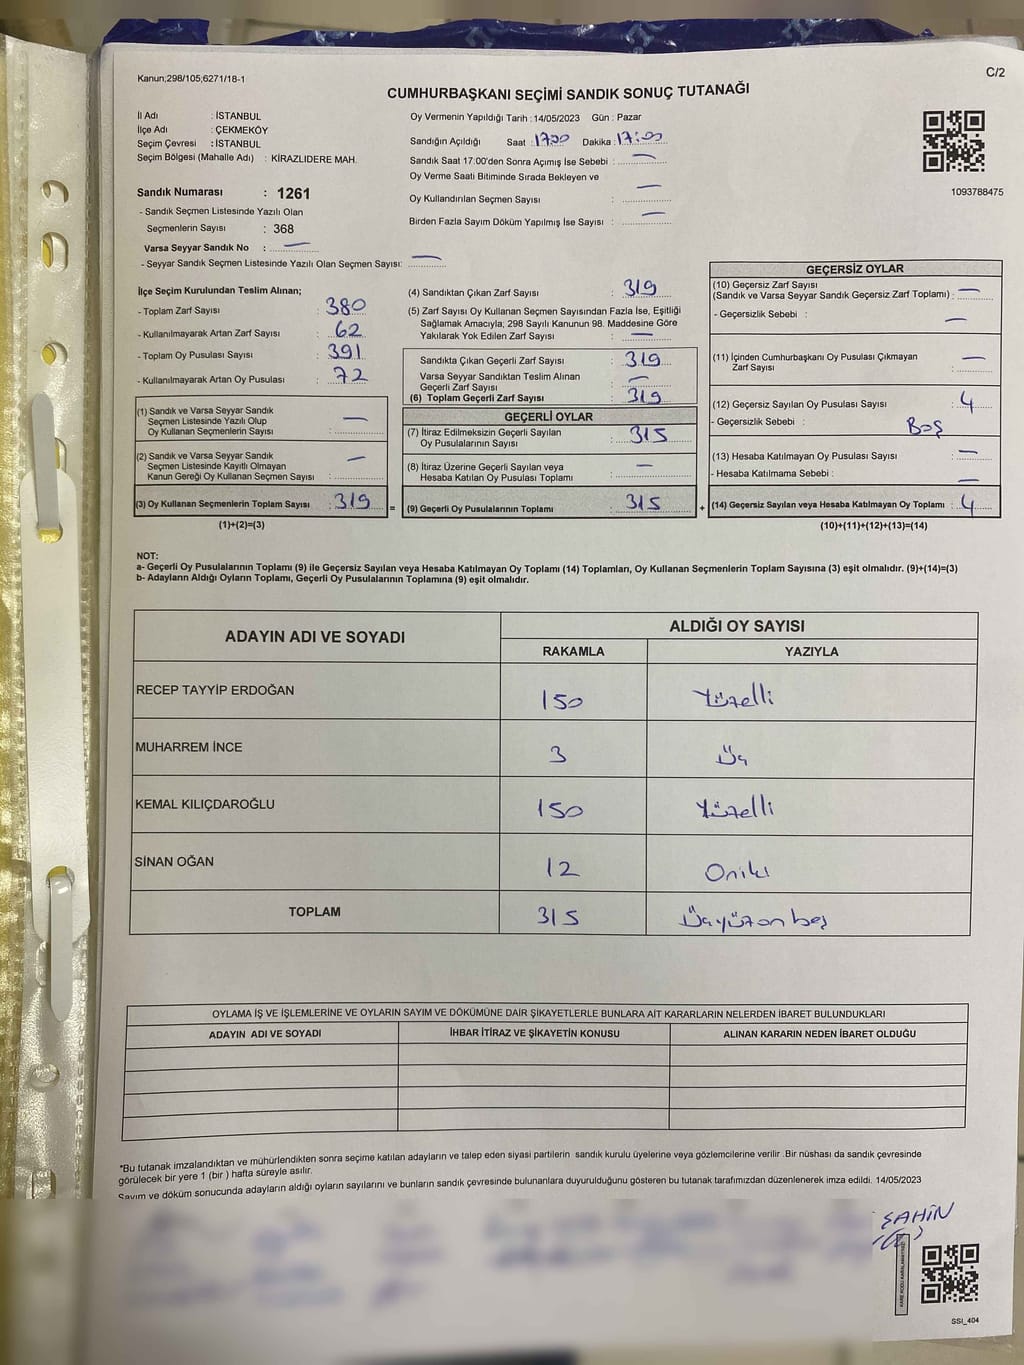 Kanun;298/105;6271/18-1
C/2
CUMHURBAŞKANI SEÇİMİ SANDIK SONUÇ TUTANAĞI
İl Adı : İSTANBUL
İlçe Adı : ÇEKMEKÖY
Seçim Çevresi : İSTANBUL
Seçim Bölgesi (Mahalle Adı) : KİRAZLIDERE MAH.
Sandık Numarası : 1261
- Sandık Seçmen Listesinde Yazılı Olan
Seçmenlerin Sayısı : 368
Varsa Seyyar Sandık No : —
- Seyyar Sandık Seçmen Listesinde Yazılı Olan Seçmen Sayısı: —
Oy Vermenin Yapıldığı Tarih : 14/05/2023 Gün : Pazar
Sandığın Açıldığı Saat : 17:00 Dakika : 17:00
Sandık Saat 17:00'den Sonra Açımış İse Sebebi : —
Oy Verme Saati Bitiminde Sırada Bekleyen ve
Oy Kullandırılan Seçmen Sayısı : —
Birden Fazla Sayım Döküm Yapılmış İse Sayısı : —
1093788475
İlçe Seçim Kurulundan Teslim Alınan;
- Toplam Zarf Sayısı : 380
- Kullanılmayarak Artan Zarf Sayısı : 62
- Toplam Oy Pusulası Sayısı : 391
- Kullanılmayarak Artan Oy Pusulası : 72
(1) Sandık ve Varsa Seyyar Sandık
Seçmen Listesinde Yazılı Olup
Oy Kullanan Seçmenlerin Sayısı : —
(2) Sandık ve Varsa Seyyar Sandık
Seçmen Listesinde Kayıtlı Olmayan
Kanun Gereği Oy Kullanan Seçmen Sayısı : —
(3) Oy Kullanan Seçmenlerin Toplam Sayısı : 319 =
(1)+(2)=(3)
(4) Sandıktan Çıkan Zarf Sayısı : 319
(5) Zarf Sayısı Oy Kullanan Seçmen Sayısından Fazla İse, Eşitliği
Sağlamak Amacıyla; 298 Sayılı Kanunun 98. Maddesine Göre
Yakılarak Yok Edilen Zarf Sayısı : —
Sandıkta Çıkan Geçerli Zarf Sayısı : 319
Varsa Seyyar Sandıktan Teslim Alınan
Geçerli Zarf Sayısı : —
(6) Toplam Geçerli Zarf Sayısı : 319
GEÇERLİ OYLAR
(7) İtiraz Edilmeksizin Geçerli Sayılan
Oy Pusulalarının Sayısı : 315
(8) İtiraz Üzerine Geçerli Sayılan veya
Hesaba Katılan Oy Pusulası Toplamı : —
(9) Geçerli Oy Pusulalarının Toplamı : 315 +
GEÇERSİZ OYLAR
(10) Geçersiz Zarf Sayısı
(Sandık ve Varsa Seyyar Sandık Geçersiz Zarf Toplamı) : —
- Geçersizlik Sebebi : —
(11) İçinden Cumhurbaşkanı Oy Pusulası Çıkmayan
Zarf Sayısı : —
(12) Geçersiz Sayılan Oy Pusulası Sayısı : 4
- Geçersizlik Sebebi : Boş
(13) Hesaba Katılmayan Oy Pusulası Sayısı : —
- Hesaba Katılmama Sebebi : —
(14) Geçersiz Sayılan veya Hesaba Katılmayan Oy Toplamı : 4
(10)+(11)+(12)+(13)=(14)
NOT:
a- Geçerli Oy Pusulalarının Toplamı (9) ile Geçersiz Sayılan veya Hesaba Katılmayan Oy Toplamı (14) Toplamları, Oy Kullanan Seçmenlerin Toplam Sayısına (3) eşit olmalıdır. (9)+(14)=(3)
b- Adayların Aldığı Oyların Toplamı, Geçerli Oy Pusulalarının Toplamına (9) eşit olmalıdır.
ADAYIN ADI VE SOYADI
ALDIĞI OY SAYISI
RAKAMLA YAZIYLA
RECEP TAYYİP ERDOĞAN 150 Yüzelli
MUHARREM İNCE 3 Üç
KEMAL KILIÇDAROĞLU 150 Yüzelli
SİNAN OĞAN 12 Oniki
TOPLAM 315 Üçyüzon beş
OYLAMA İŞ VE İŞLEMLERİNE VE OYLARIN SAYIM VE DÖKÜMÜNE DAİR ŞİKAYETLERLE BUNLARA AİT KARARLARIN NELERDEN İBARET BULUNDUKLARI
ADAYIN ADI VE SOYADI İHBAR İTİRAZ VE ŞİKAYETİN KONUSU ALINAN KARARIN NEDEN İBARET OLDUĞU
*Bu tutanak imzalandıktan ve mühürlendikten sonra seçime katılan adayların ve talep eden siyasi partilerin sandık kurulu üyelerine veya gözlemcilerine verilir .Bir nüshası da sandık çevresinde
görülecek bir yere 1 (bir ) hafta süreyle asılır.
Sayım ve döküm sonucunda adayların aldığı oyların sayılarını ve bunların sandık çevresinde bulunanlara duyurulduğunu gösteren bu tutanak tarafımızdan düzenlenerek imza edildi. 14/05/2023
ŞAHİN
SSI_404